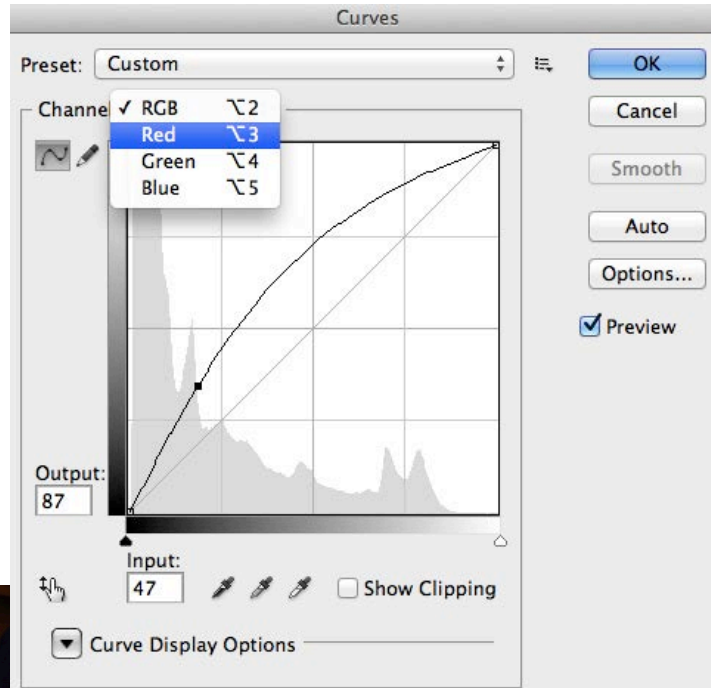 Curves
Preset: Custom
OK
Channel
✓ RGB ⌥2
Red ⌥3
Green ⌥4
Blue ⌥5
Cancel
Smooth
Auto
Options...
Preview
Output:
87
Input:
47
Show Clipping
Curve Display Options